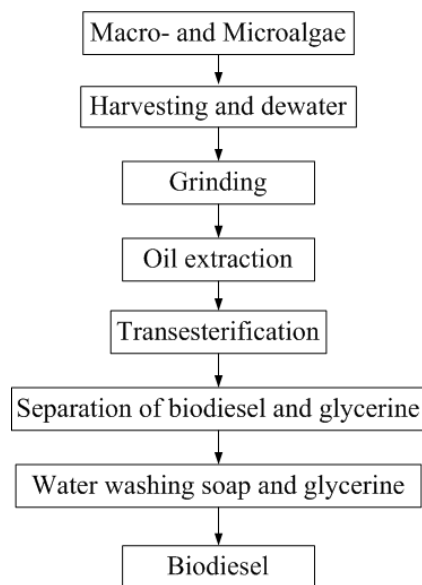 Macro- and Microalgae
Harvesting and dewater
Grinding
Oil extraction
Transesterification
Separation of biodiesel and glycerine
Water washing soap and glycerine
Biodiesel